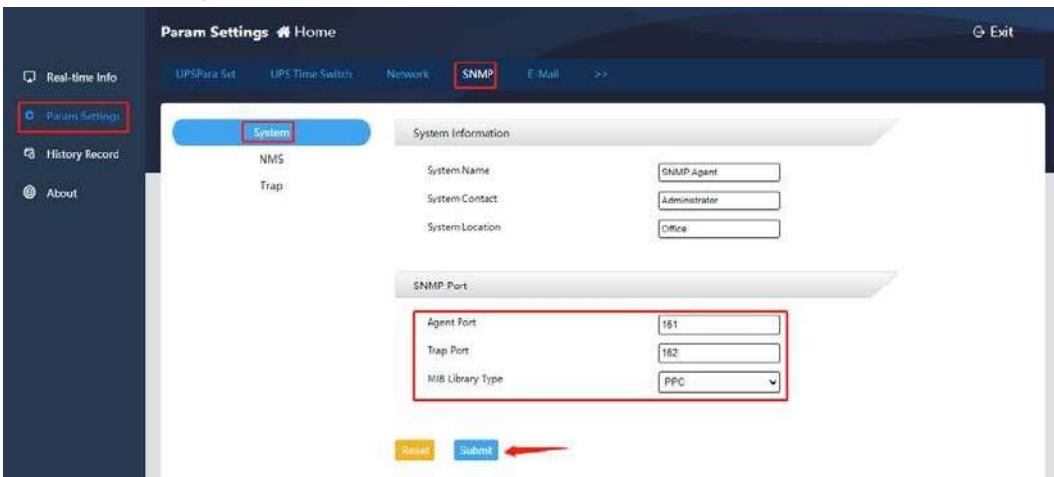 Param Settings Home
Exit
Real-time Info
Param Settings
History Record
About
UPSPara Set UPS Time Switch Network SNMP E-Mail >>
System
NMS
Trap
System Information
System Name SNMP Agent
System Contact Administrator
System Location Office
SNMP Port
Agent Port 161
Trap Port 162
MIB Library Type PPC
Reset Submit